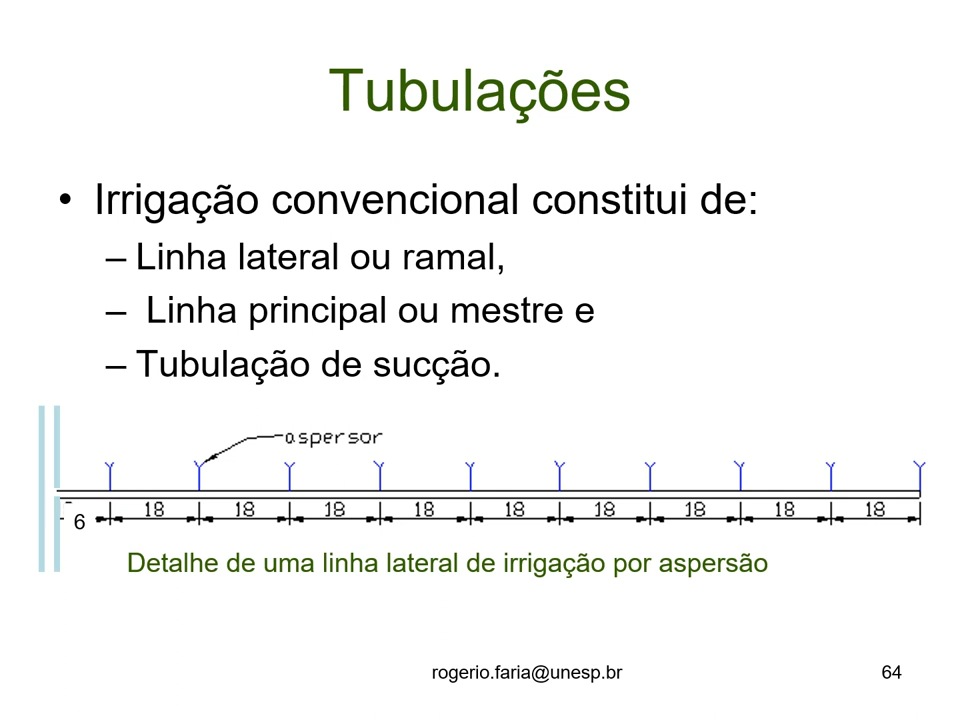 Tubulações
• Irrigação convencional constitui de:
– Linha lateral ou ramal,
– Linha principal ou mestre e
– Tubulação de sucção.
aspersor
6 18 18 18 18 18 18 18 18 18
Detalhe de uma linha lateral de irrigação por aspersão
rogerio.faria@unesp.br 64